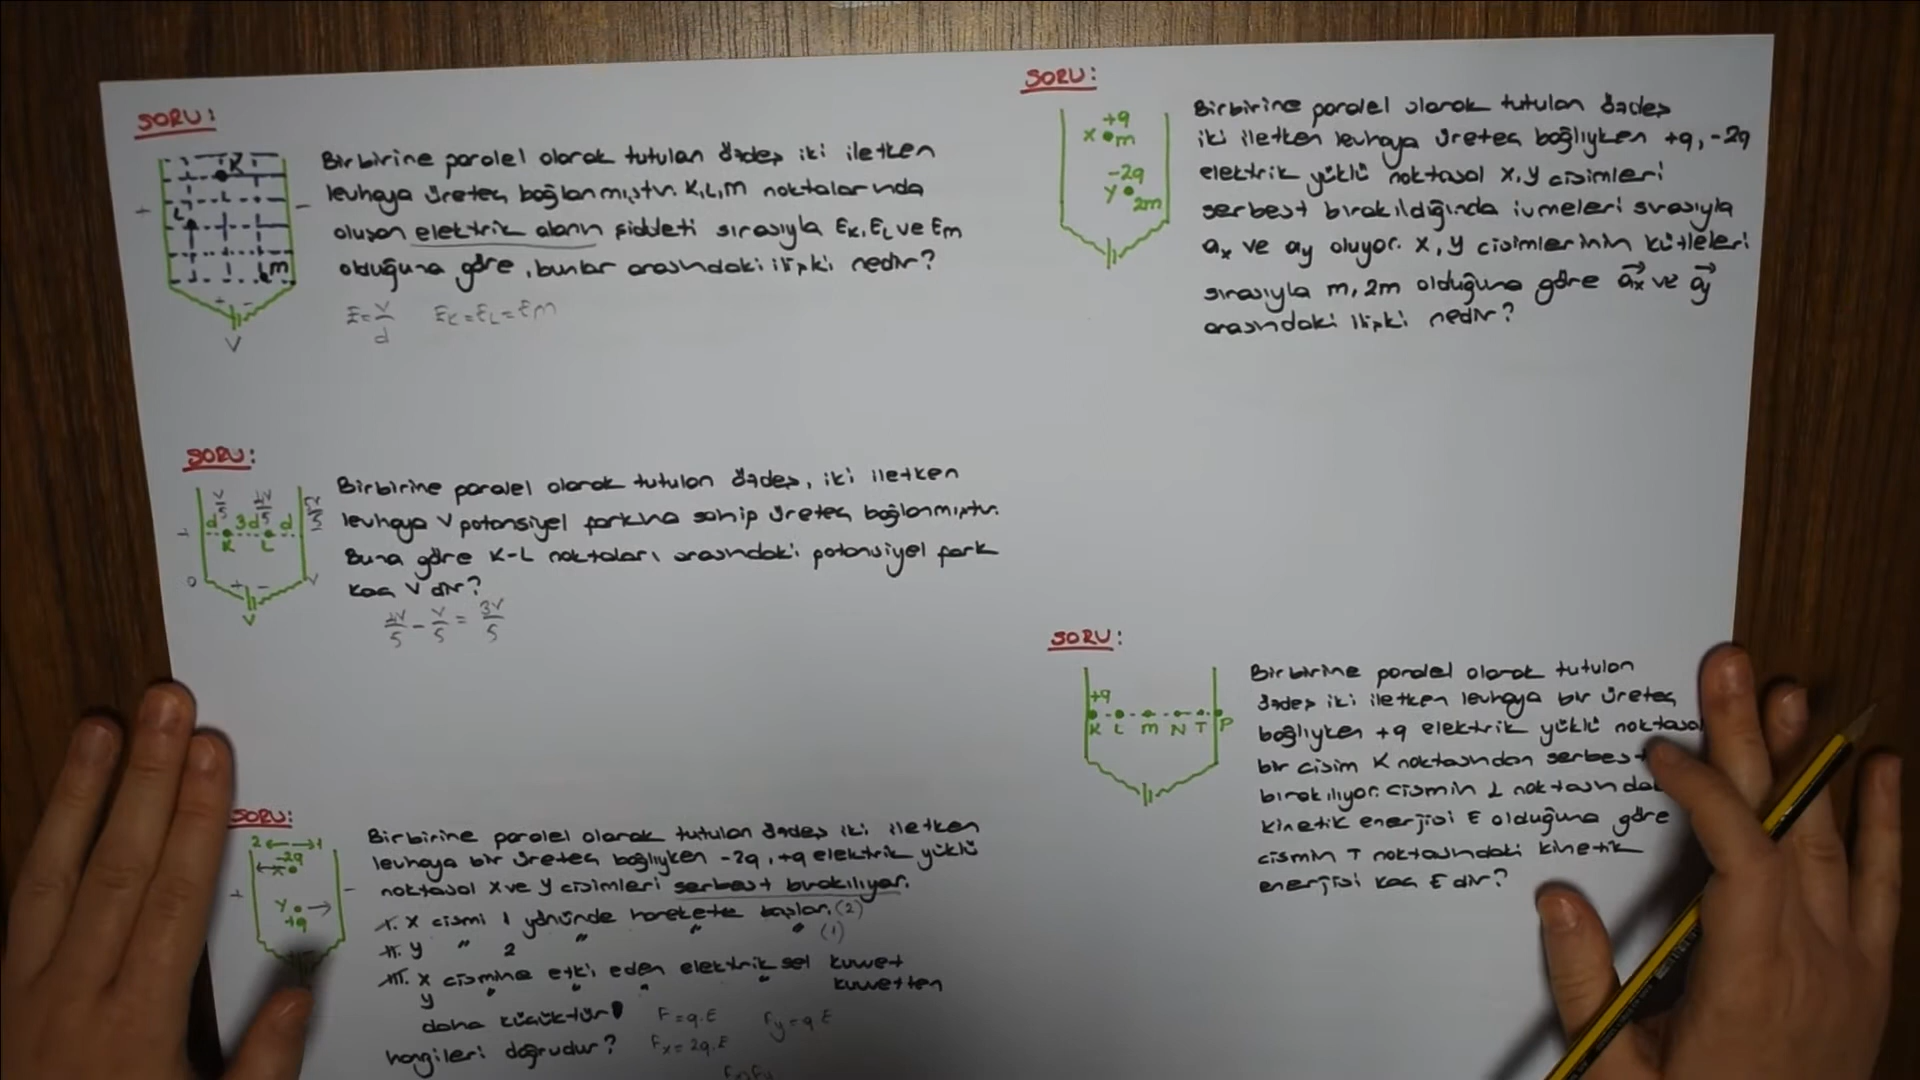 SORU:
K
L
m
+
-
+ -
V
Birbirine paralel olarak tutulan özdeş iki iletken
levhaya üreteç bağlanmıştır. K, L, M noktalarında
oluşan elektrik alanın şiddeti sırasıyla EK, EL ve Em
olduğuna göre, bunlar arasındaki ilişki nedir?
E = V/d EK = EL = Em
SORU:
d 3d d
K L
+ -
V
Birbirine paralel olarak tutulan özdeş, iki iletken
levhaya V potansiyel farkına sahip üreteç bağlanmıştır.
Buna göre K-L noktaları arasındaki potansiyel fark
kaç V dir?
- V/5 = 3V/5
SORU:
2 ← → 1
-2q
x
y
+q
+
-
Birbirine paralel olarak tutulan özdeş iki iletken
levhaya bir üreteç bağlıyken -2q, +q elektrik yüklü
noktasal x ve y cisimleri serbest bırakılıyor.
I. x cismi 1 yönünde harekete başlar. (2)
II. y " 2 " " " (1)
III. x cismine etki eden elektriksel kuvvet
y " " " " kuvvetten
daha küçüktür
hangileri doğrudur?
F = q.E
Fx = 2q.E
Fy = q.E
SORU:
+q
x m
-2q
y
2m
Birbirine paralel olarak tutulan özdeş
iki iletken levhaya üreteç bağlıyken +q, -2q
elektrik yüklü noktasal x, y cisimleri
serbest bırakıldığında ivmeleri sırasıyla
ax ve ay oluyor. x, y cisimlerinin kütleleri
sırasıyla m, 2m olduğuna göre ax ve ay
arasındaki ilişki nedir?
SORU:
+q
K L m N T P
Birbirine paralel olarak tutulan
özdeş iki iletken levhaya bir üreteç
bağlıyken +q elektrik yüklü noktasal
bir cisim K noktasından serbest
bırakılıyor. Cismin L noktasında
kinetik enerjisi E olduğuna göre
cismin T noktasındaki kinetik
enerjisi kaç E dir?